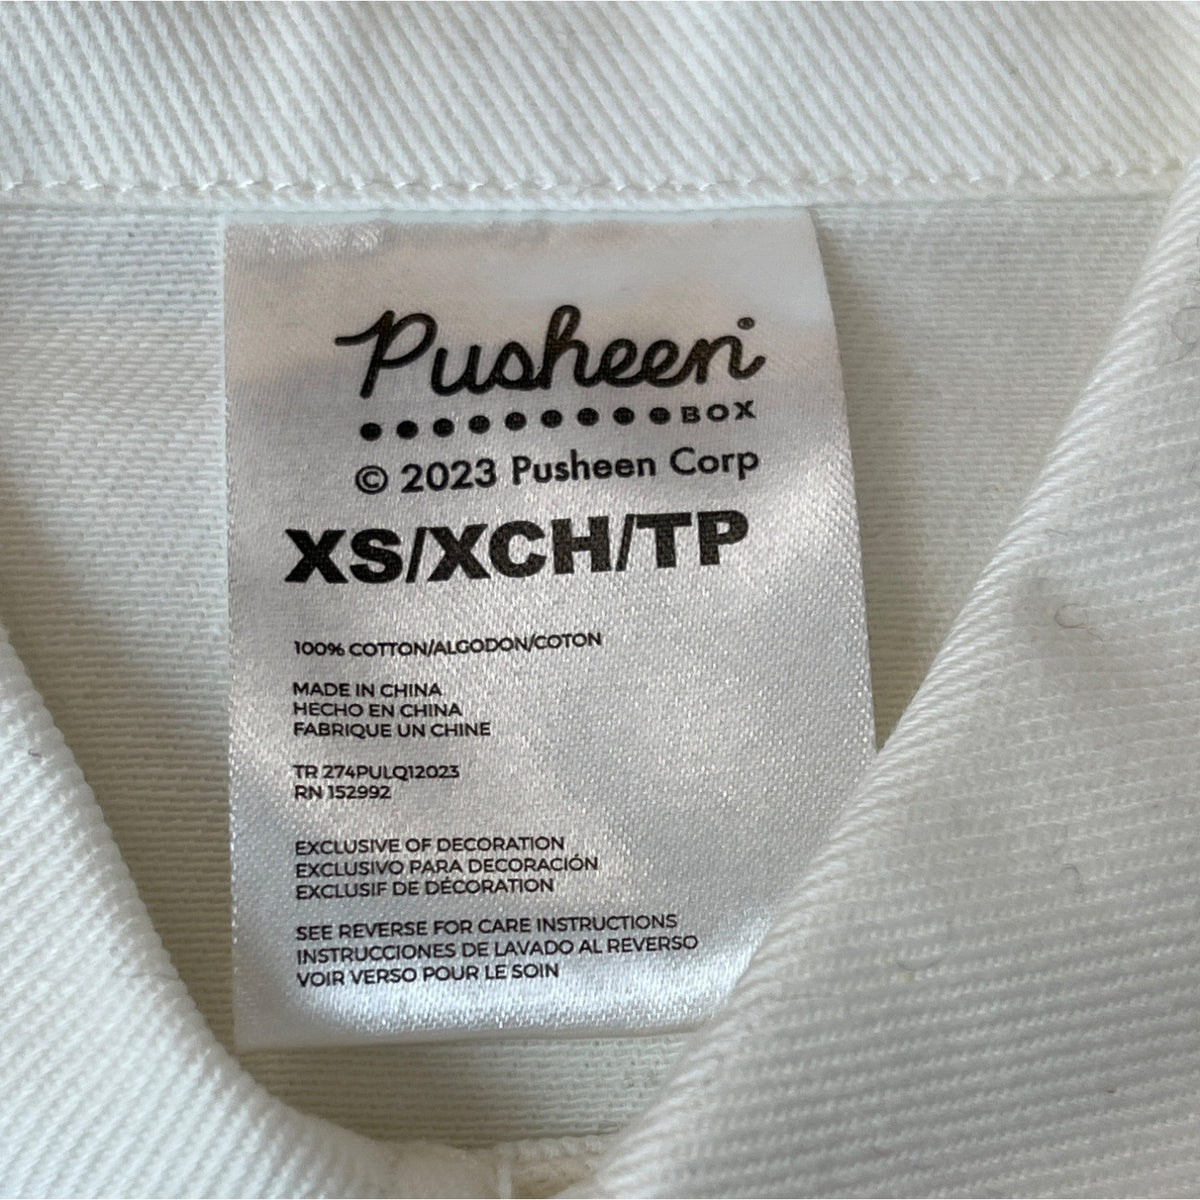 Pusheen®
BOX
© 2023 Pusheen Corp
XS/XCH/TP
100% COTTON/ALGODON/COTON
MADE IN CHINA
HECHO EN CHINA
FABRIQUE UN CHINE
TR 274PULQ12023
RN 152992
EXCLUSIVE OF DECORATION
EXCLUSIVO PARA DECORACIÓN
EXCLUSIF DE DÉCORATION
SEE REVERSE FOR CARE INSTRUCTIONS
INSTRUCCIONES DE LAVADO AL REVERSO
VOIR VERSO POUR LE SOIN